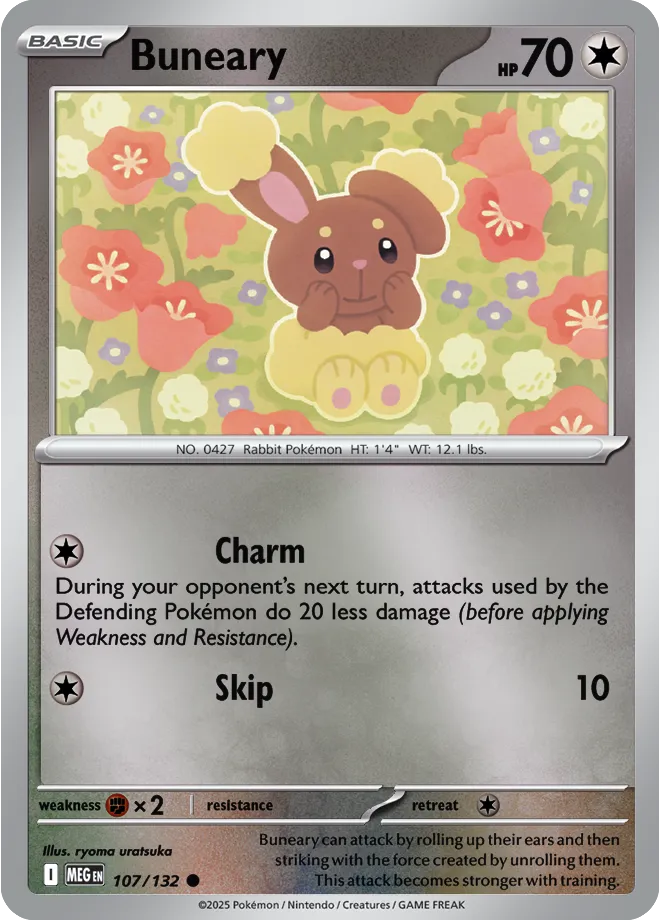 BASIC
Buneary
HP 70
NO. 0427 Rabbit Pokémon HT: 1'4" WT: 12.1 lbs.
Charm
During your opponent's next turn, attacks used by the
Defending Pokémon do 20 less damage (before applying
Weakness and Resistance).
Skip 10
weakness ×2 resistance retreat
Illus. ryoma uratsuka
Buneary can attack by rolling up their ears and then
striking with the force created by unrolling them.
This attack becomes stronger with training.
I MEG EN 107/132
©2025 Pokémon / Nintendo / Creatures / GAME FREAK